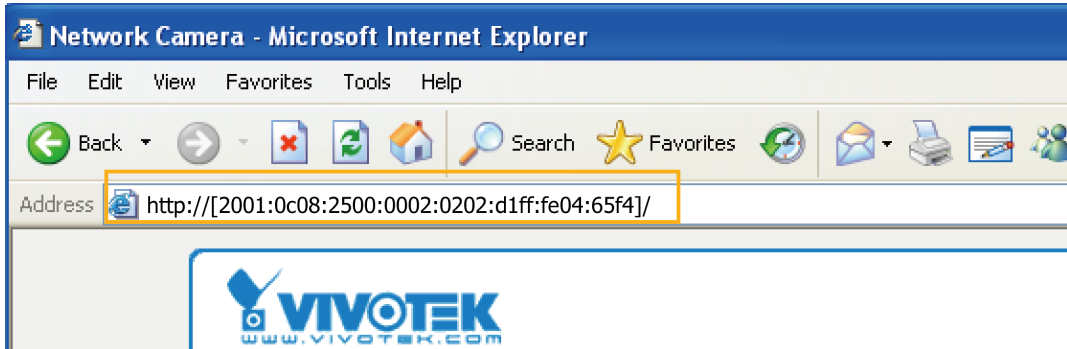 Network Camera - Microsoft Internet Explorer
File Edit View Favorites Tools Help
Back Search Favorites
Address http://[2001:0c08:2500:0002:0202:d1ff:fe04:65f4]/
VIVOTEK
www.vivotek.com